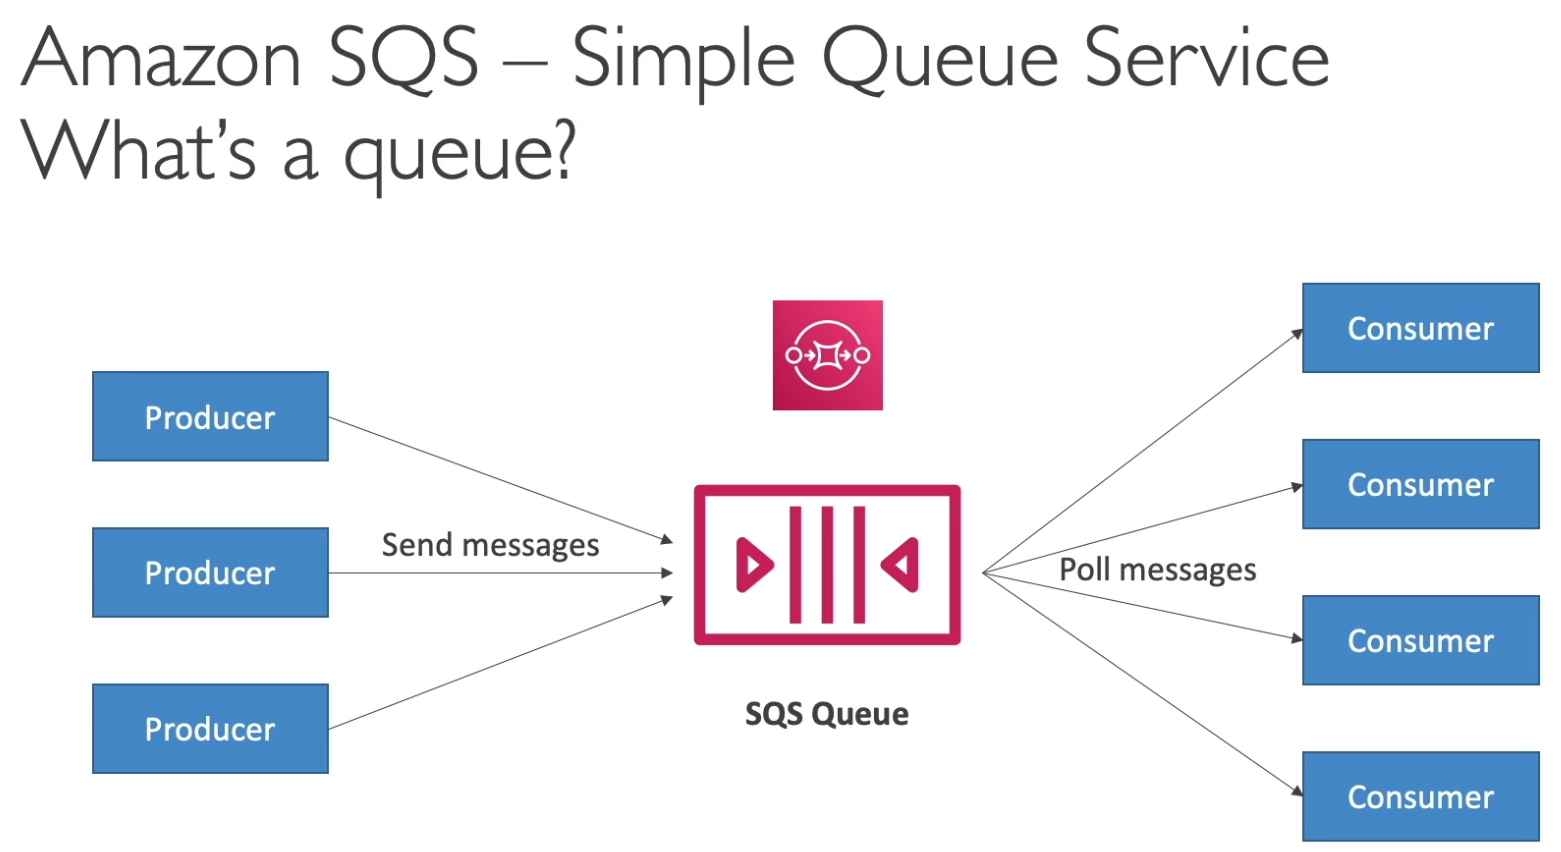 Amazon SQS – Simple Queue Service
What's a queue?
Producer
Producer
Producer
Send messages
SQS Queue
Poll messages
Consumer
Consumer
Consumer
Consumer